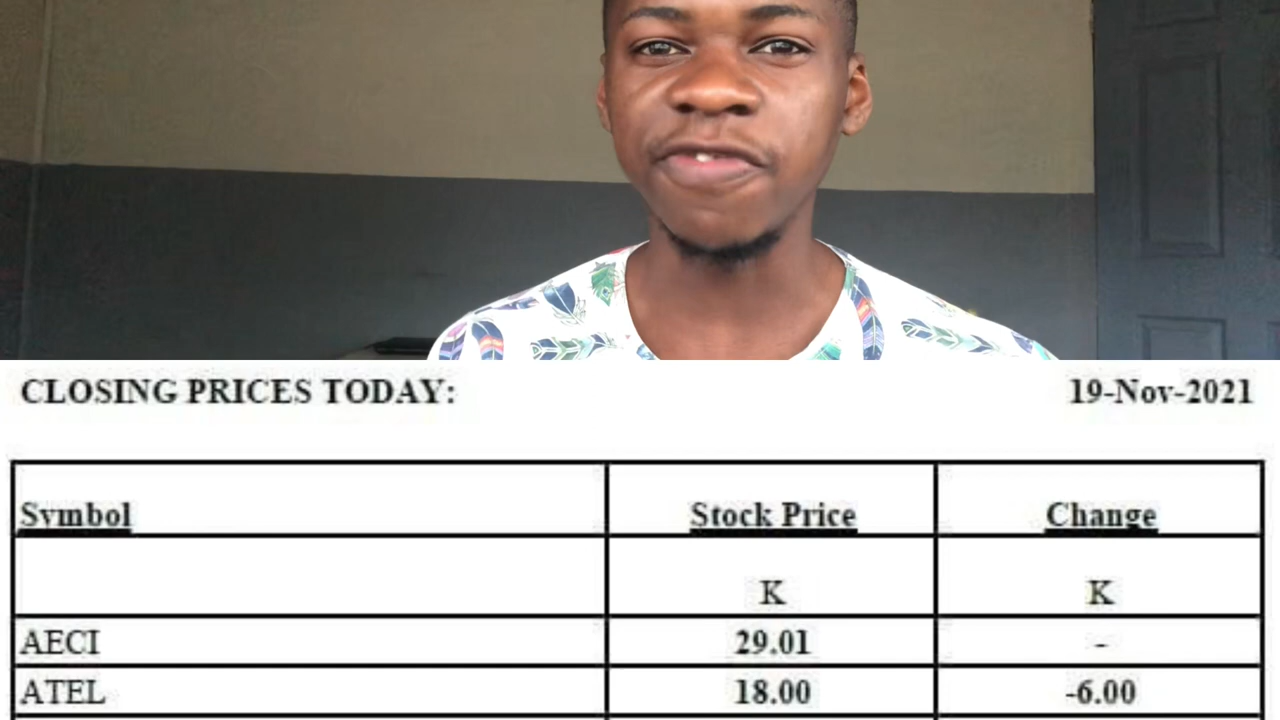 CLOSING PRICES TODAY: 19-Nov-2021
Symbol Stock Price Change
K K
AECI 29.01 -
ATEL 18.00 -6.00